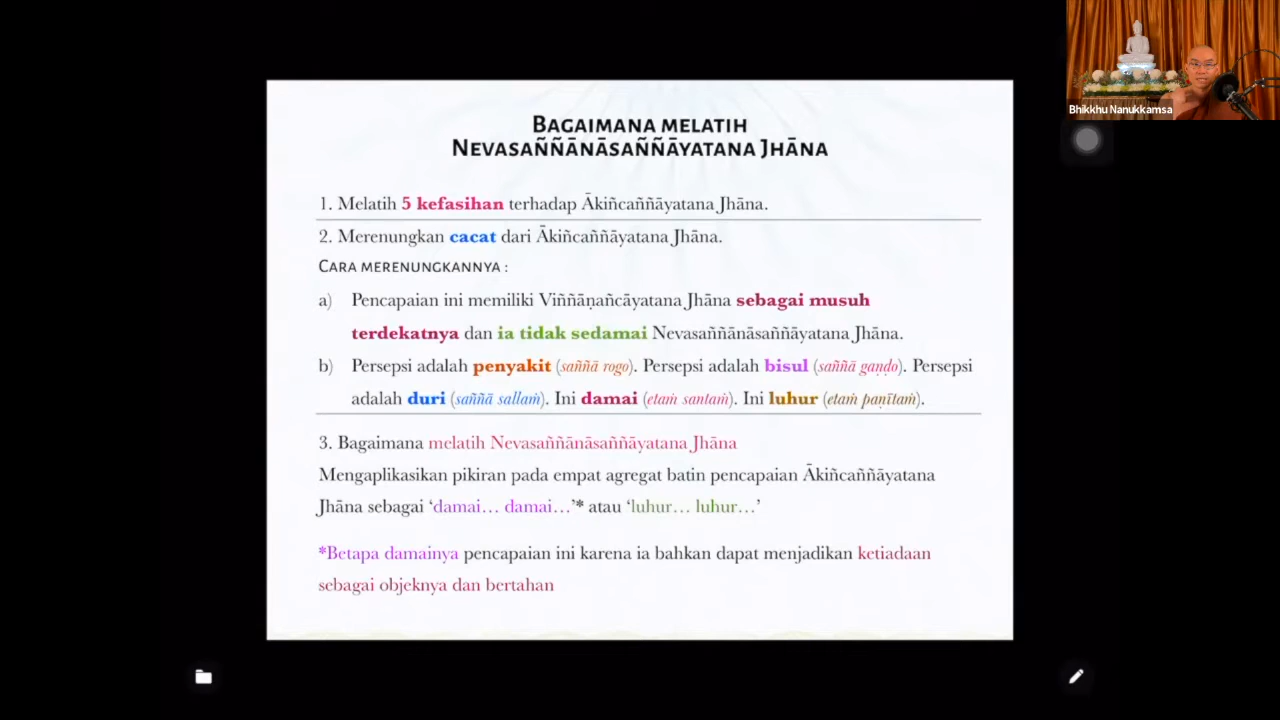 Bhikkhu Nanukkamsa
BAGAIMANA MELATIH
NEVASAÑÑĀNĀSAÑÑĀYATANA JHĀNA
1. Melatih 5 kefasihan terhadap Ākiñcaññāyatana Jhāna.
2. Merenungkan cacat dari Ākiñcaññāyatana Jhāna.
CARA MERENUNGKANNYA :
a) Pencapaian ini memiliki Viññāṇañcāyatana Jhāna sebagai musuh
terdekatnya dan ia tidak sedamai Nevasaññānāsaññāyatana Jhāna.
b) Persepsi adalah penyakit (saññā rogo). Persepsi adalah bisul (saññā gaṇḍo). Persepsi
adalah duri (saññā sallaṁ). Ini damai (etaṁ santaṁ). Ini luhur (etaṁ paṇītaṁ).
3. Bagaimana melatih Nevasaññānāsaññāyatana Jhāna
Mengaplikasikan pikiran pada empat agregat batin pencapaian Ākiñcaññāyatana
Jhāna sebagai ‘damai… damai…’* atau ‘luhur… luhur…’
*Betapa damainya pencapaian ini karena ia bahkan dapat menjadikan ketiadaan
sebagai objeknya dan bertahan